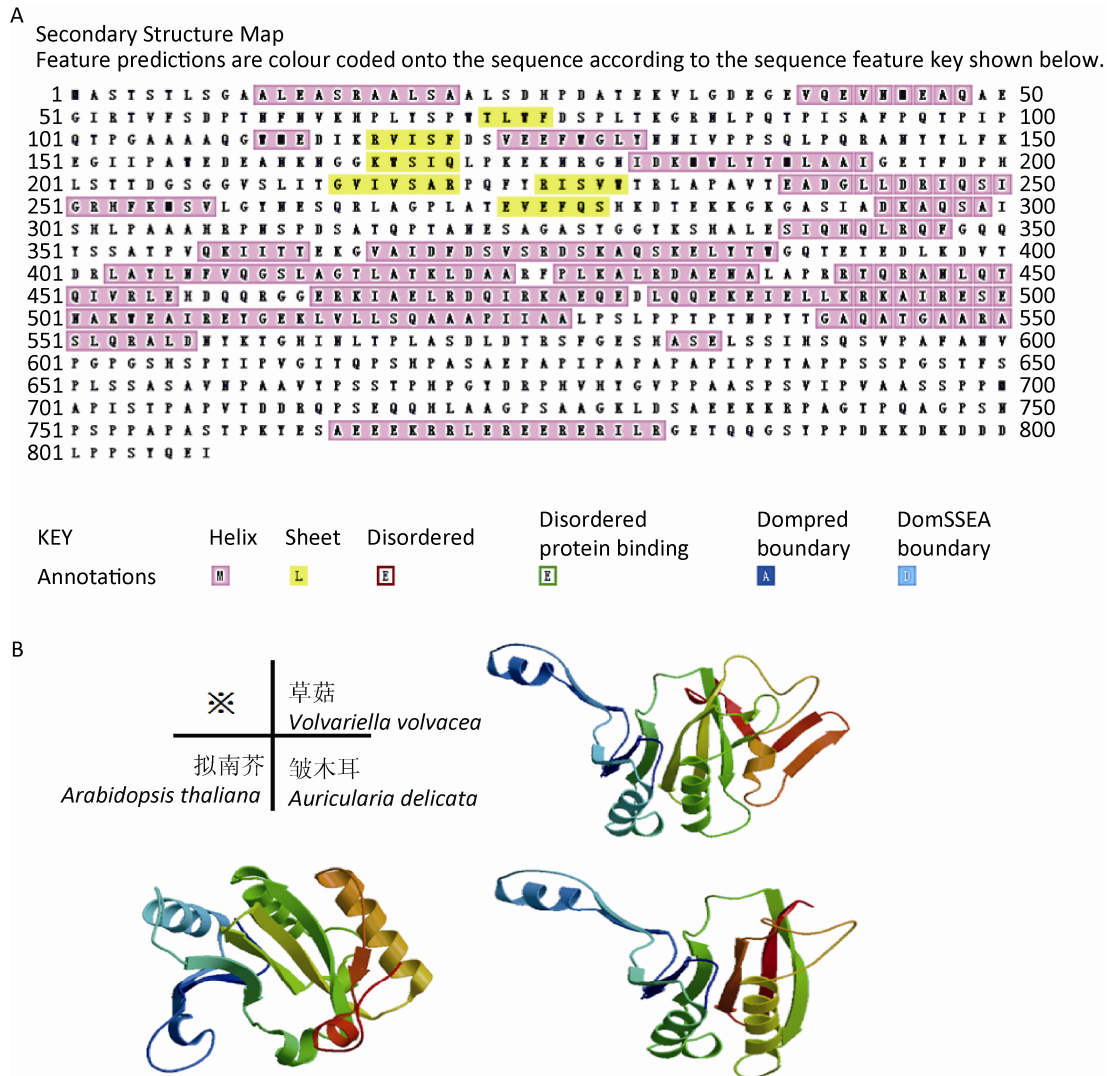 A
Secondary Structure Map
Feature predictions are colour coded onto the sequence according to the sequence feature key shown below.
1 M A S T S T L S G A A L E A S R A A L S A A L S D H P D A T E K V L G D E G E V Q E V N M E A Q A E 50
51 G I R T V F S D P T N F N V K H P L Y S P W T L W F D S P L T K G R N L P Q T P I S A F P Q T P I P 100
101 Q T P G A A A A Q G W M E D I K R V I S F D S V E E F W G L Y N N I V P P S Q L P Q R A N Y Y L F K 150
151 E G I I P A W E D E A N K N G G K W S I Q L P K E K N R G N I D K M W L Y T M L A A I G E T F D P H 200
201 L S T T D G S G G V S L I T G V I V S A R P Q F Y R I S V W T R L A P A V T E A D G L L D R I Q S I 250
251 G R H F K M S V L G Y N E S Q R L A G P L A T E V E F Q S H K D T E K K G K G A S I A D K A Q S A I 300
301 S H L P A A A H R P N S P D S A T Q P T A N E S A G A S Y G G Y K S H A L E S I Q H Q L R Q F G Q Q 350
351 Y S S A T P V Q K I I T T E K G V A I D F D S V S R D S K A Q S K E L Y T W G Q T E T E D L K D V T 400
401 D R L A Y L N F V Q G S L A G T L A T K L D A A R F P L K A L R D A E N A L A P R R T Q R A N L Q T 450
451 Q I V R L E H D Q Q R G G E R K I A E L R D Q I R K A E Q E D L Q Q E K E I E L L K R K A I R E S E 500
501 N A K W E A I R E Y G E K L V L L S Q A A A P I I A A L P S L P P T P T N P Y T G A Q A T G A A R A 550
551 S L Q R A L D N Y K T G H I N L T P L A S D L D T R S F G E S H A S E L S S I H S Q S V P A F A N V 600
601 P G P G S H S P T I P V G I T Q P S H P A S A E P A P I P A P A P A P I P P T A P P S S P G S T F S 650
651 P L S S A S A V N P A A V Y P S S T P H P G Y D R P H V H Y G V P P A A S P S V I P V A A S S P P M 700
701 A P I S T P A P V T D D R Q P S E Q Q H L A A G P S A A G K L D S A E E K K R P A G T P Q A G P S N 750
751 P S P P A P A S T P K Y E S A E E E K R R L E R E E R E R I L R G E T Q Q G S Y P P D K K D K D D D 800
801 L P P S Y Q E I
KEY Helix Sheet Disordered Disordered protein binding Dompred boundary DomSSEA boundary
Annotations M L E E A D
B
※ 草菇
Volvariella volvacea
拟南芥 皱木耳
Arabidopsis thaliana Auricularia delicata